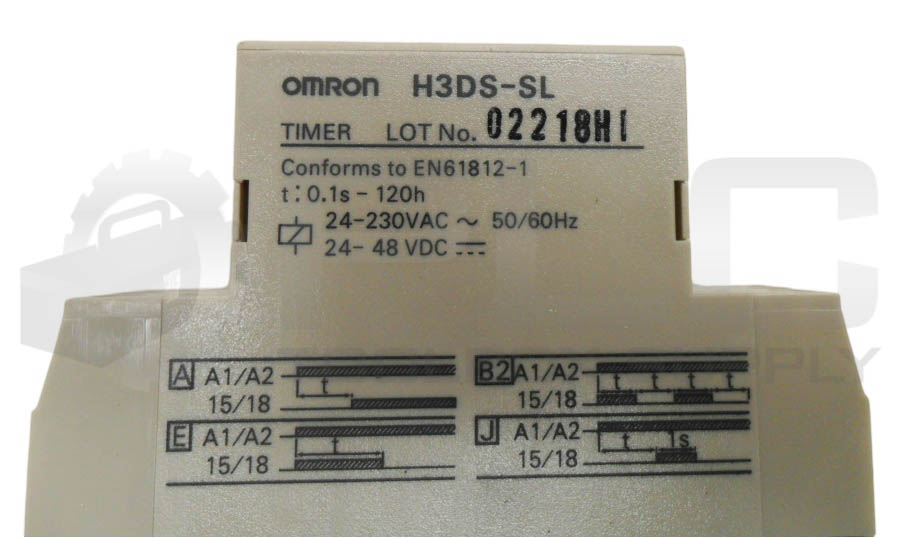 OMRON H3DS-SL
TIMER LOT No. 02218HI
Conforms to EN61812-1
t: 0.1s - 120h
24-230VAC ~ 50/60Hz
24- 48 VDC ⎓
A A1/A2
t
15/18
B2 A1/A2
t t t t
15/18
E A1/A2
t
15/18
J A1/A2
t 1s
15/18